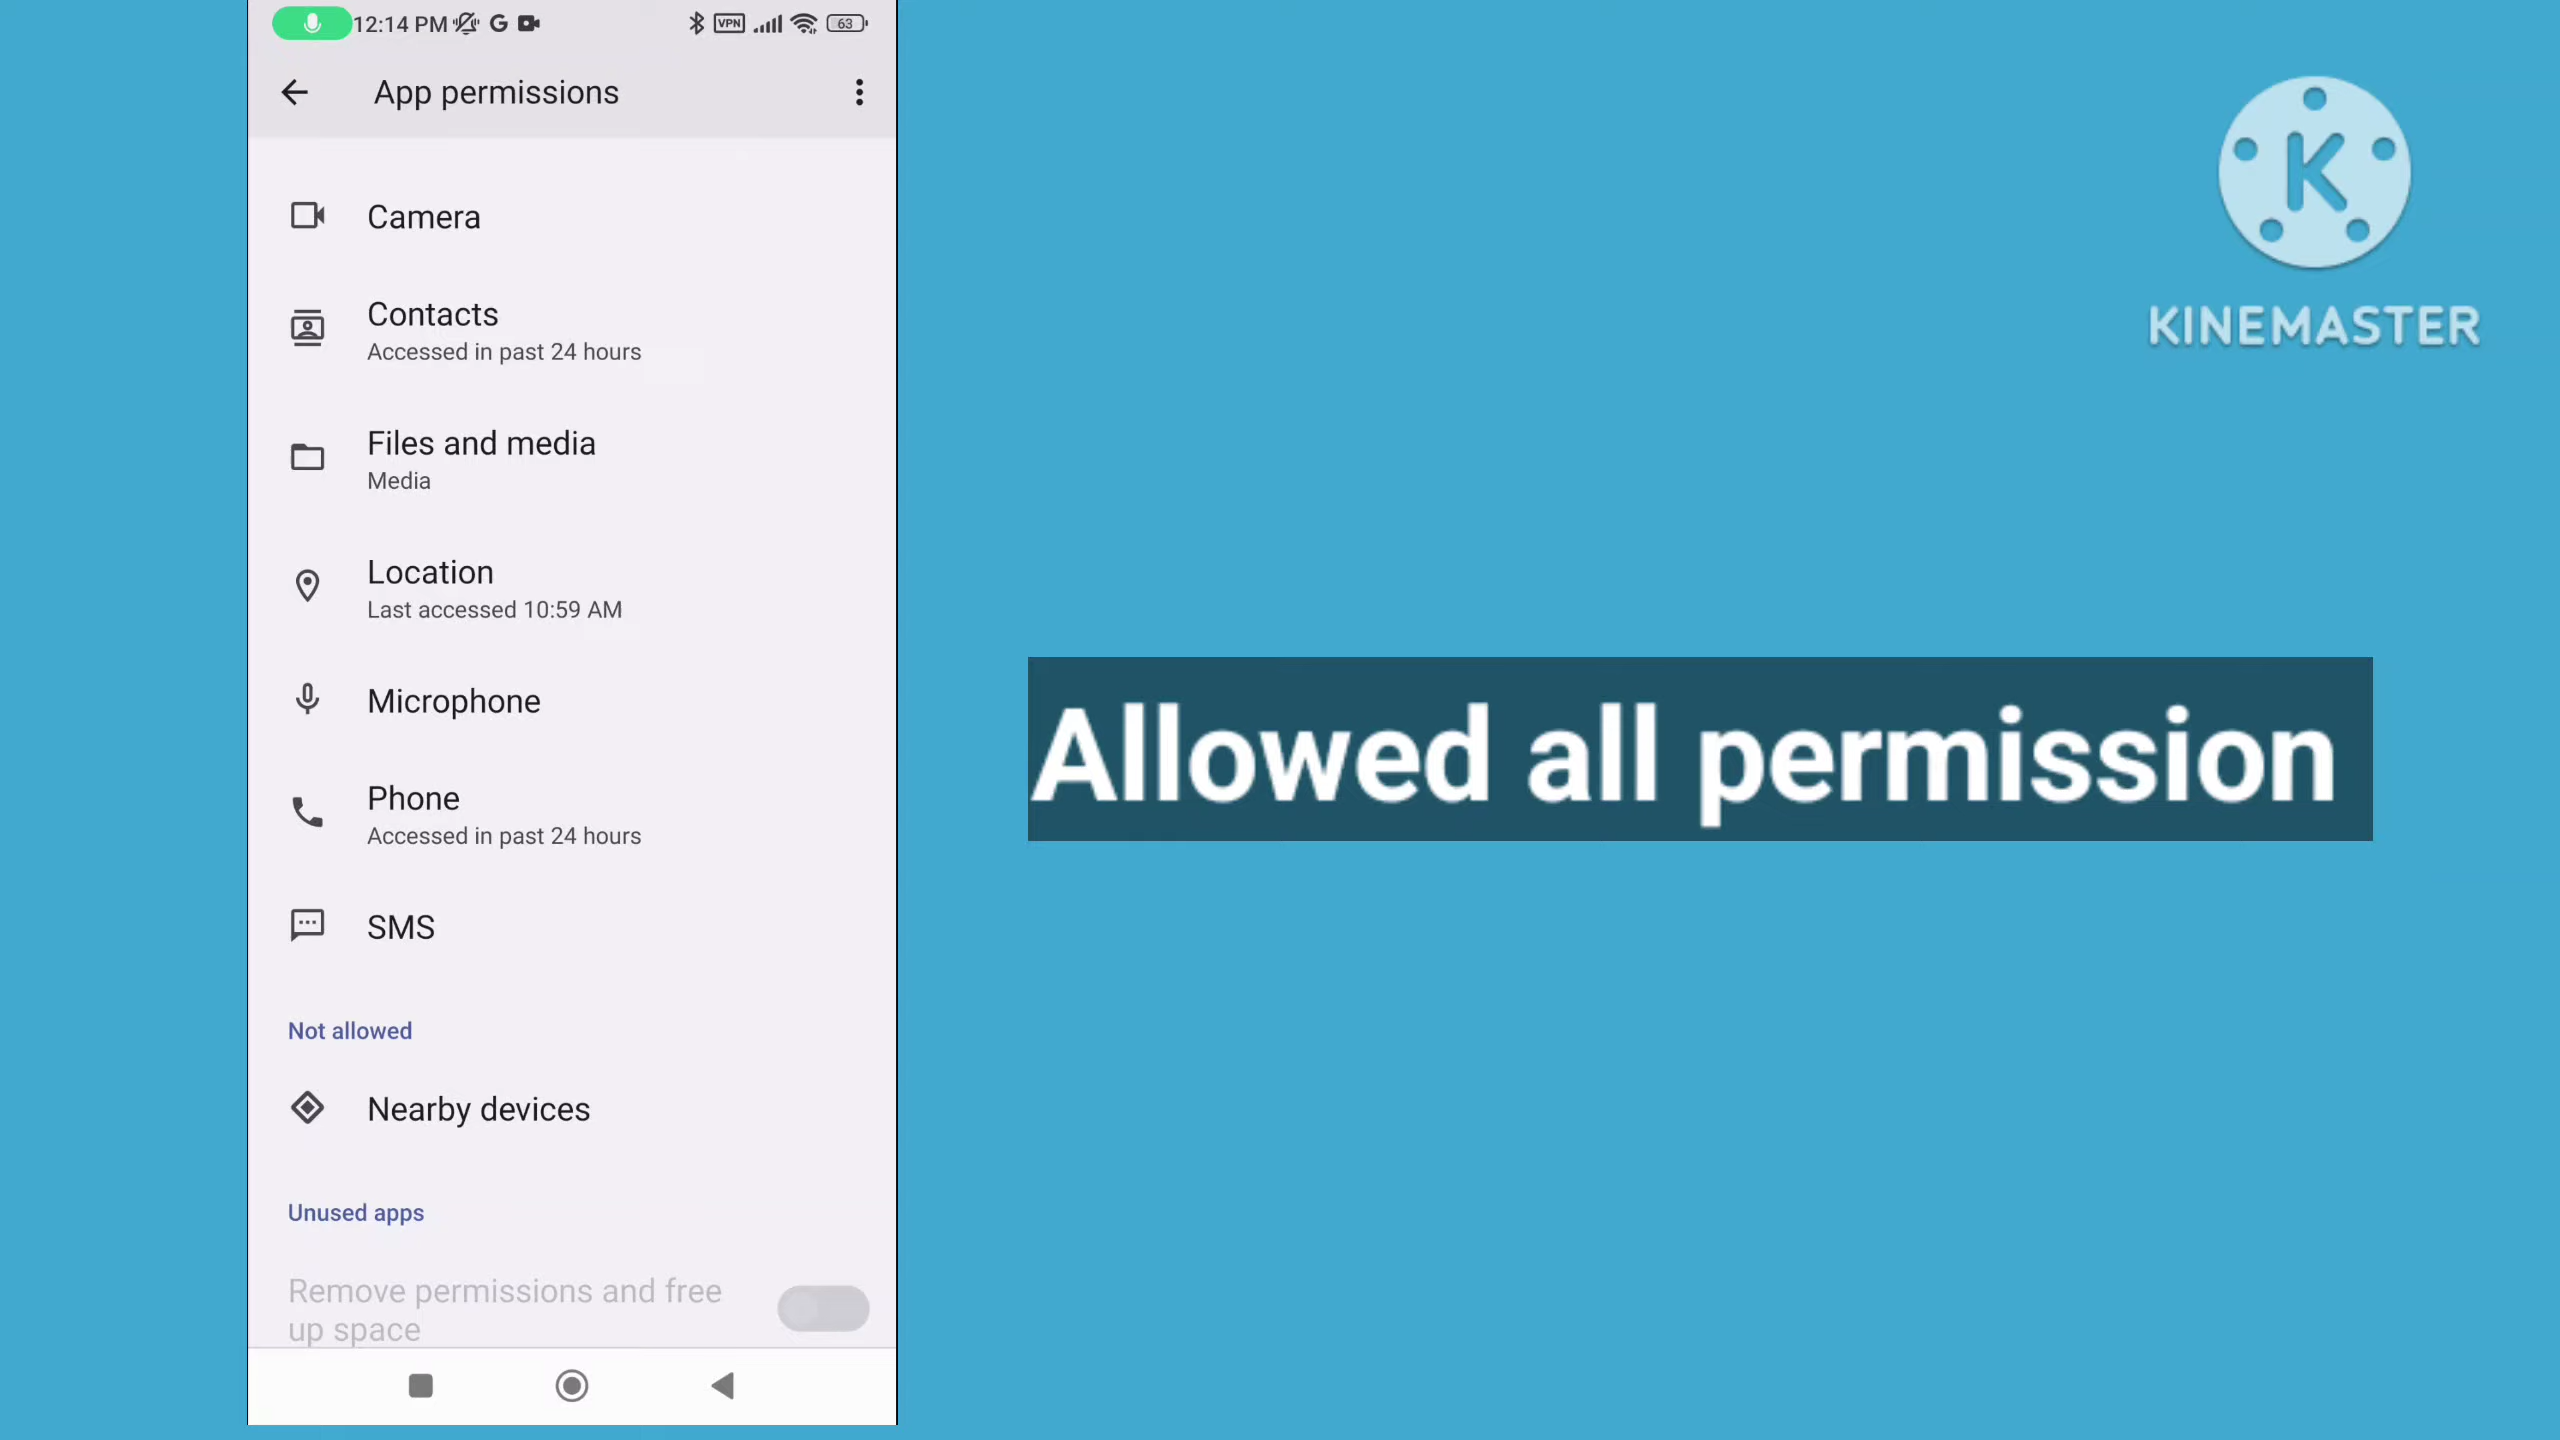 12:14 PM G VPN 63
App permissions
Camera
Contacts
Accessed in past 24 hours
Files and media
Media
Location
Last accessed 10:59 AM
Microphone
Phone
Accessed in past 24 hours
SMS
Not allowed
Nearby devices
Unused apps
Remove permissions and free
up space
K
KINEMASTER
Allowed all permission